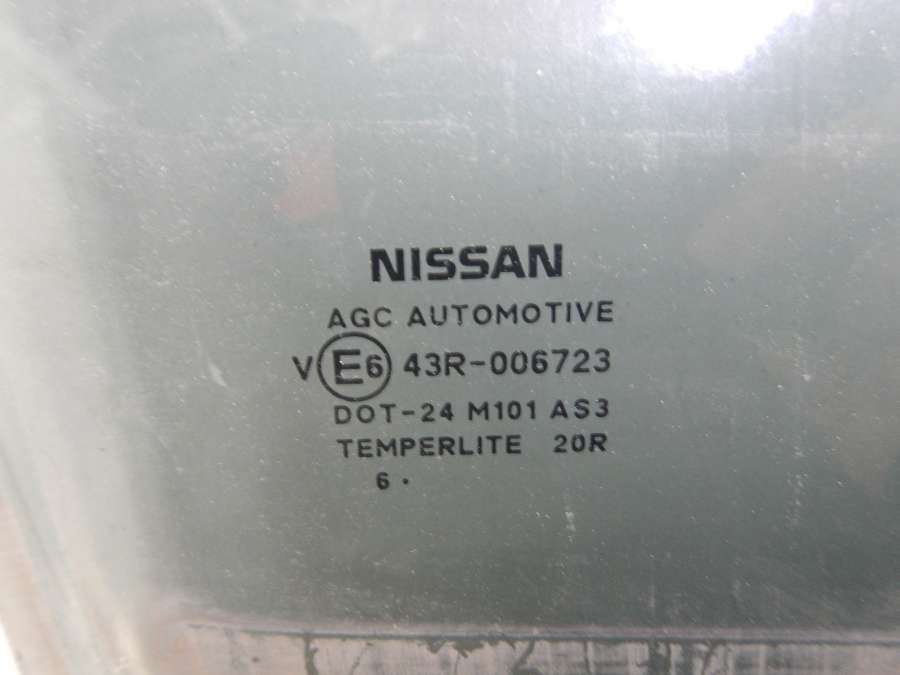 NISSAN
AGC AUTOMOTIVE
V E6 43R-006723
DOT-24 M101 AS3
TEMPERLITE 20R
6 ·